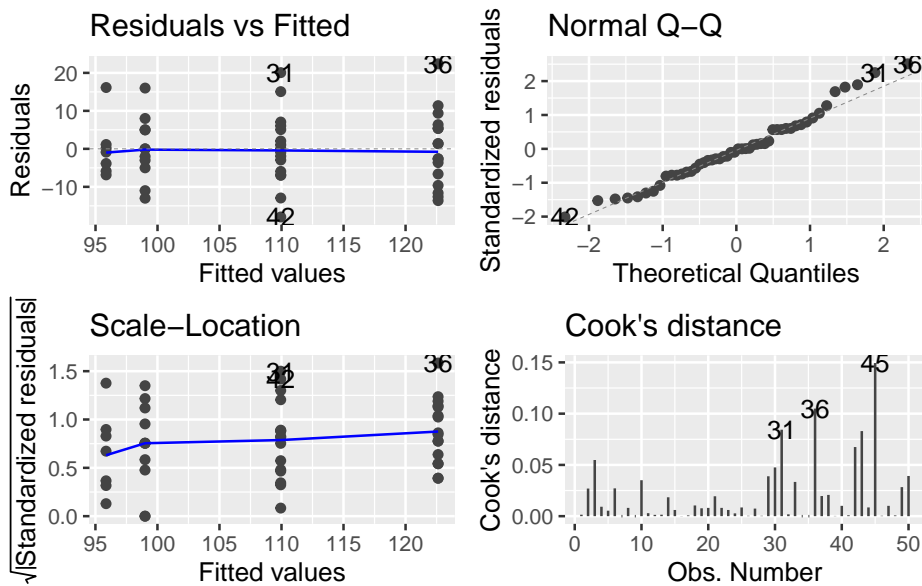 Residuals vs Fitted
Residuals
20
10
0
−10
31
36
42
95 100 105 110 115 120
Fitted values
Normal Q−Q
Standardized residuals
2
1
0
−1
−2
31 36
42
−2 −1 0 1 2
Theoretical Quantiles
Scale−Location
√|Standardized residuals|
1.5
1.0
0.5
0.0
31
42
36
95 100 105 110 115 120
Fitted values
Cook's distance
Cook's distance
0.15
0.10
0.05
0.00
45
36
31
0 10 20 30 40 50
Obs. Number